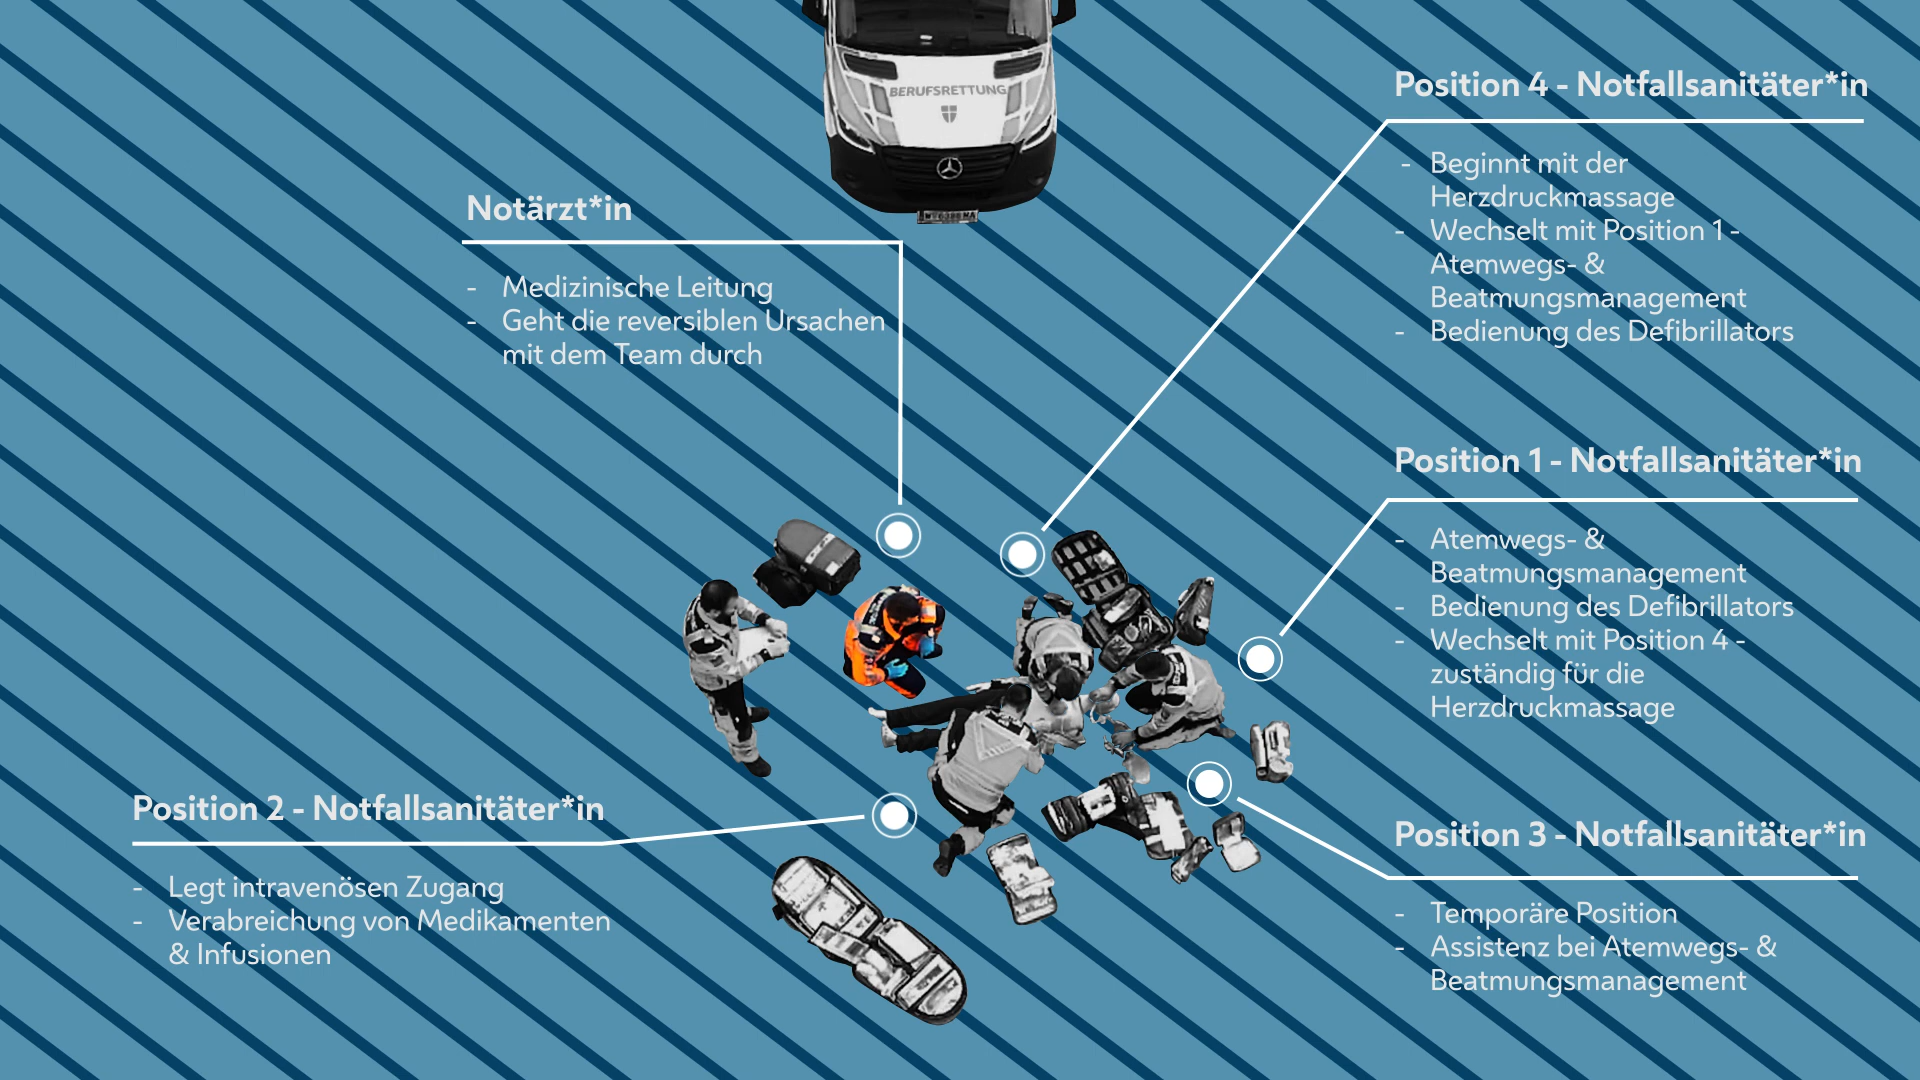 BERUFSRETTUNG
Notärzt*in
- Medizinische Leitung
- Geht die reversiblen Ursachen
mit dem Team durch
Position 4 - Notfallsanitäter*in
- Beginnt mit der
Herzdruckmassage
- Wechselt mit Position 1 -
Atemwegs- &
Beatmungsmanagement
- Bedienung des Defibrillators
Position 1 - Notfallsanitäter*in
- Atemwegs- &
Beatmungsmanagement
- Bedienung des Defibrillators
- Wechselt mit Position 4 -
zuständig für die
Herzdruckmassage
Position 2 - Notfallsanitäter*in
- Legt intravenösen Zugang
- Verabreichung von Medikamenten
& Infusionen
Position 3 - Notfallsanitäter*in
- Temporäre Position
- Assistenz bei Atemwegs- &
Beatmungsmanagement